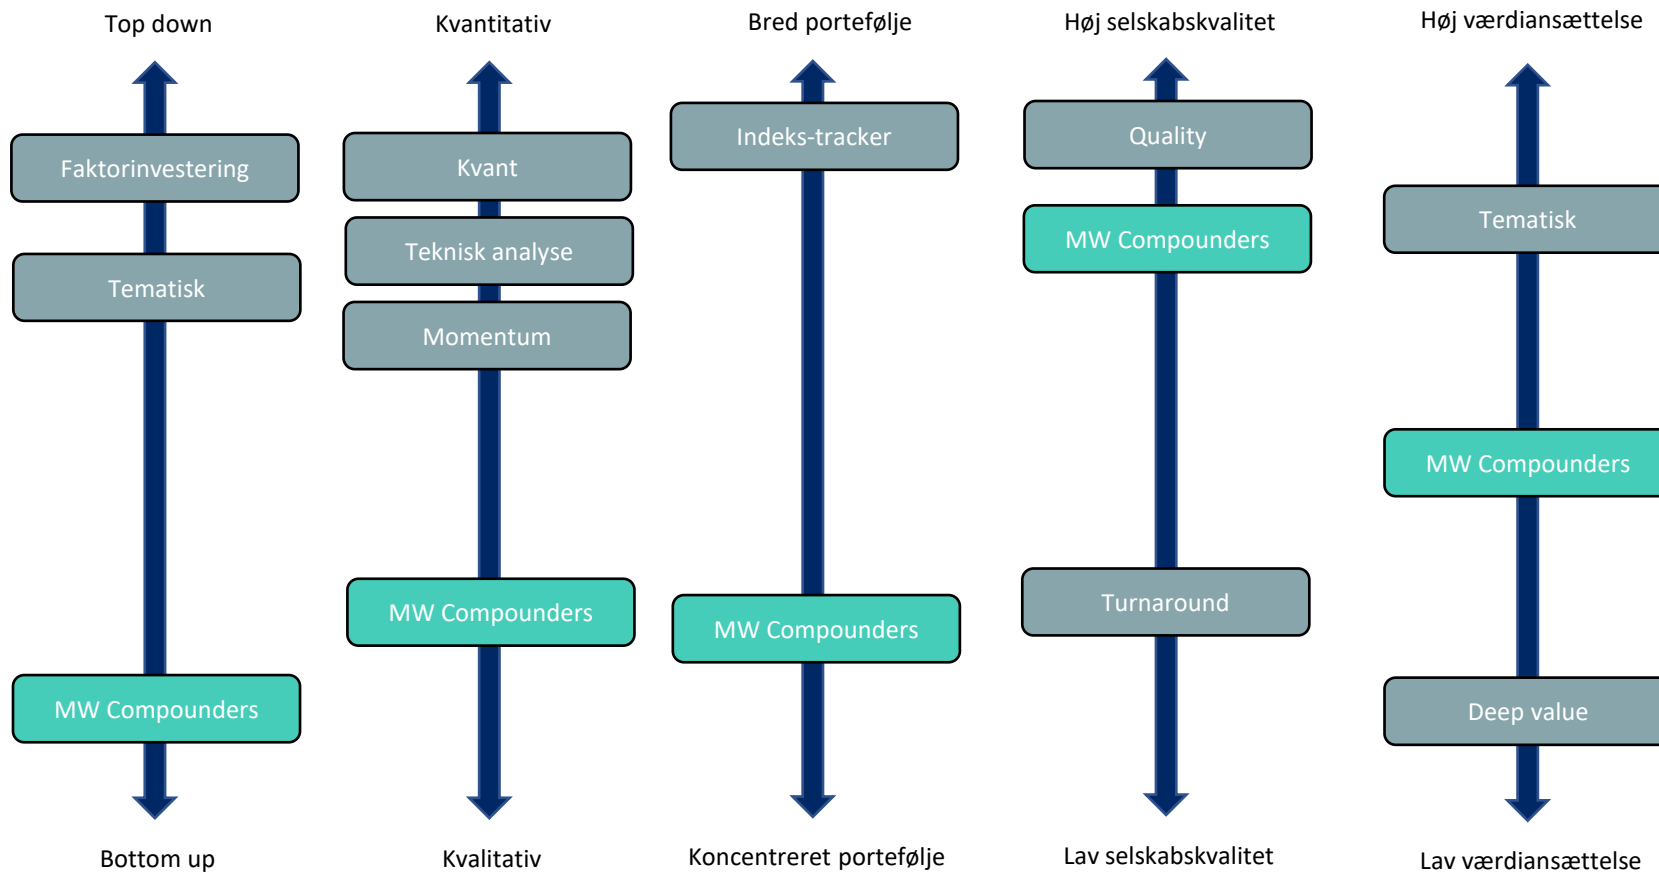 Top down
Faktorinvestering
Tematisk
MW Compounders
Bottom up
Kvantitativ
Kvant
Teknisk analyse
Momentum
MW Compounders
Kvalitativ
Bred portefølje
Indeks-tracker
MW Compounders
Koncentreret portefølje
Høj selskabskvalitet
Quality
MW Compounders
Turnaround
Lav selskabskvalitet
Høj værdiansættelse
Tematisk
MW Compounders
Deep value
Lav værdiansættelse